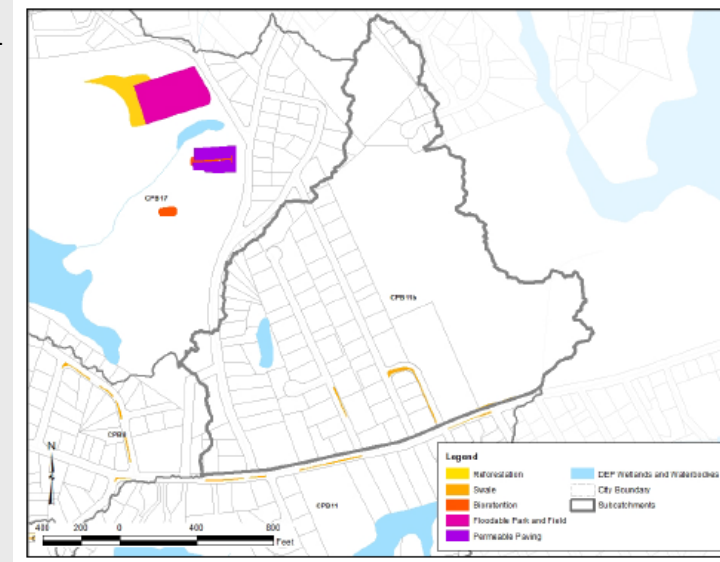 CPB17
CPB11b
CPB8
N
CPB11
400 200 0 400 800
Feet
Legend
Reforestation
Swale
Bioretention
Floodable Park and Field
Permeable Paving
DEP Wetlands and Waterbodies
City Boundary
Subcatchments